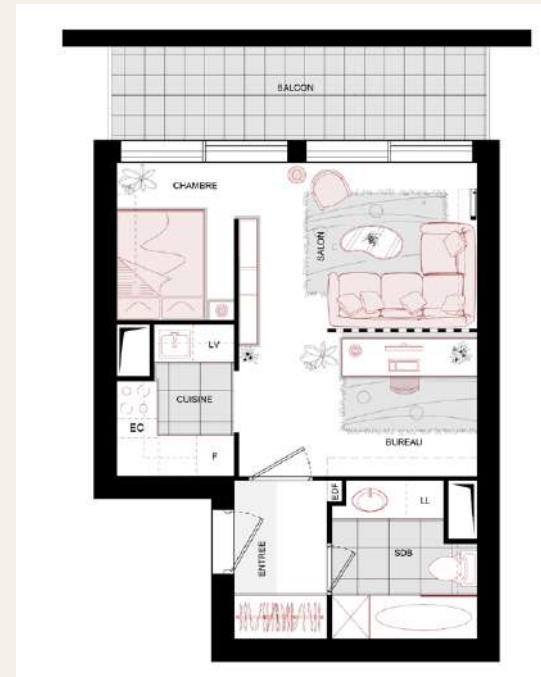 BALCON
CHAMBRE
SALON
LV
CUISINE
EC
F
BUREAU
EDF
LL
ENTREE
SDB